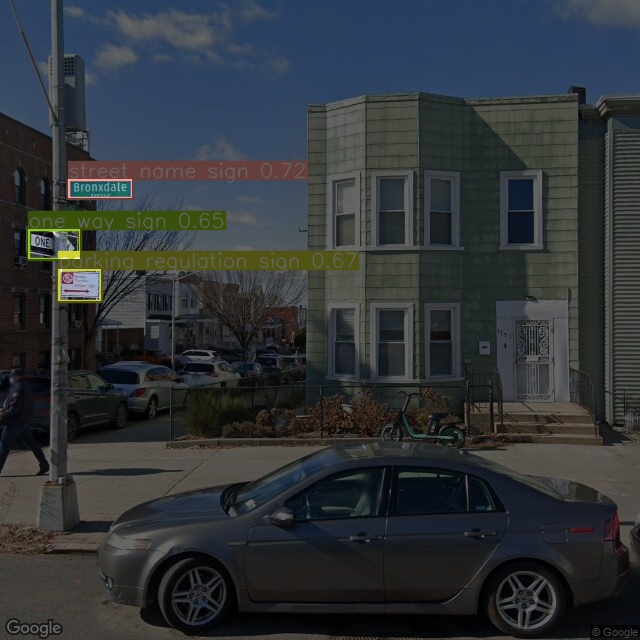 street name sign 0.72
Bronxdale
Avenue
one way sign 0.65
ONE
parking regulation sign 0.67
Google
© Google